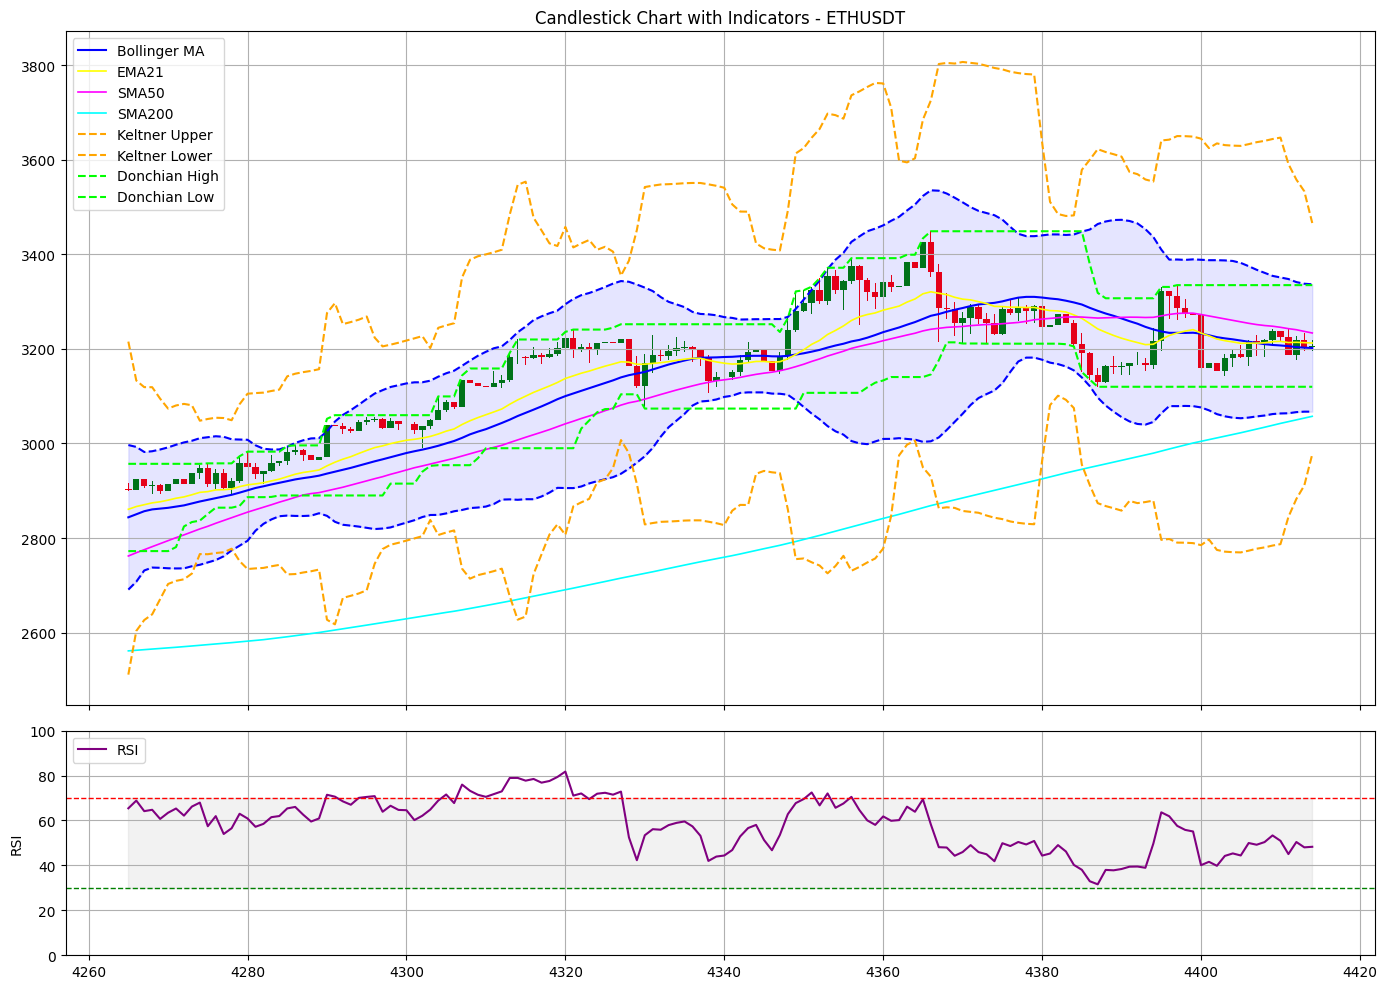 Candlestick Chart with Indicators - ETHUSDT
Bollinger MA
EMA21
SMA50
SMA200
Keltner Upper
Keltner Lower
Donchian High
Donchian Low
3800
3600
3400
3200
3000
2800
2600
RSI
100
80
60
40
20
0
RSI
4260 4280 4300 4320 4340 4360 4380 4400 4420